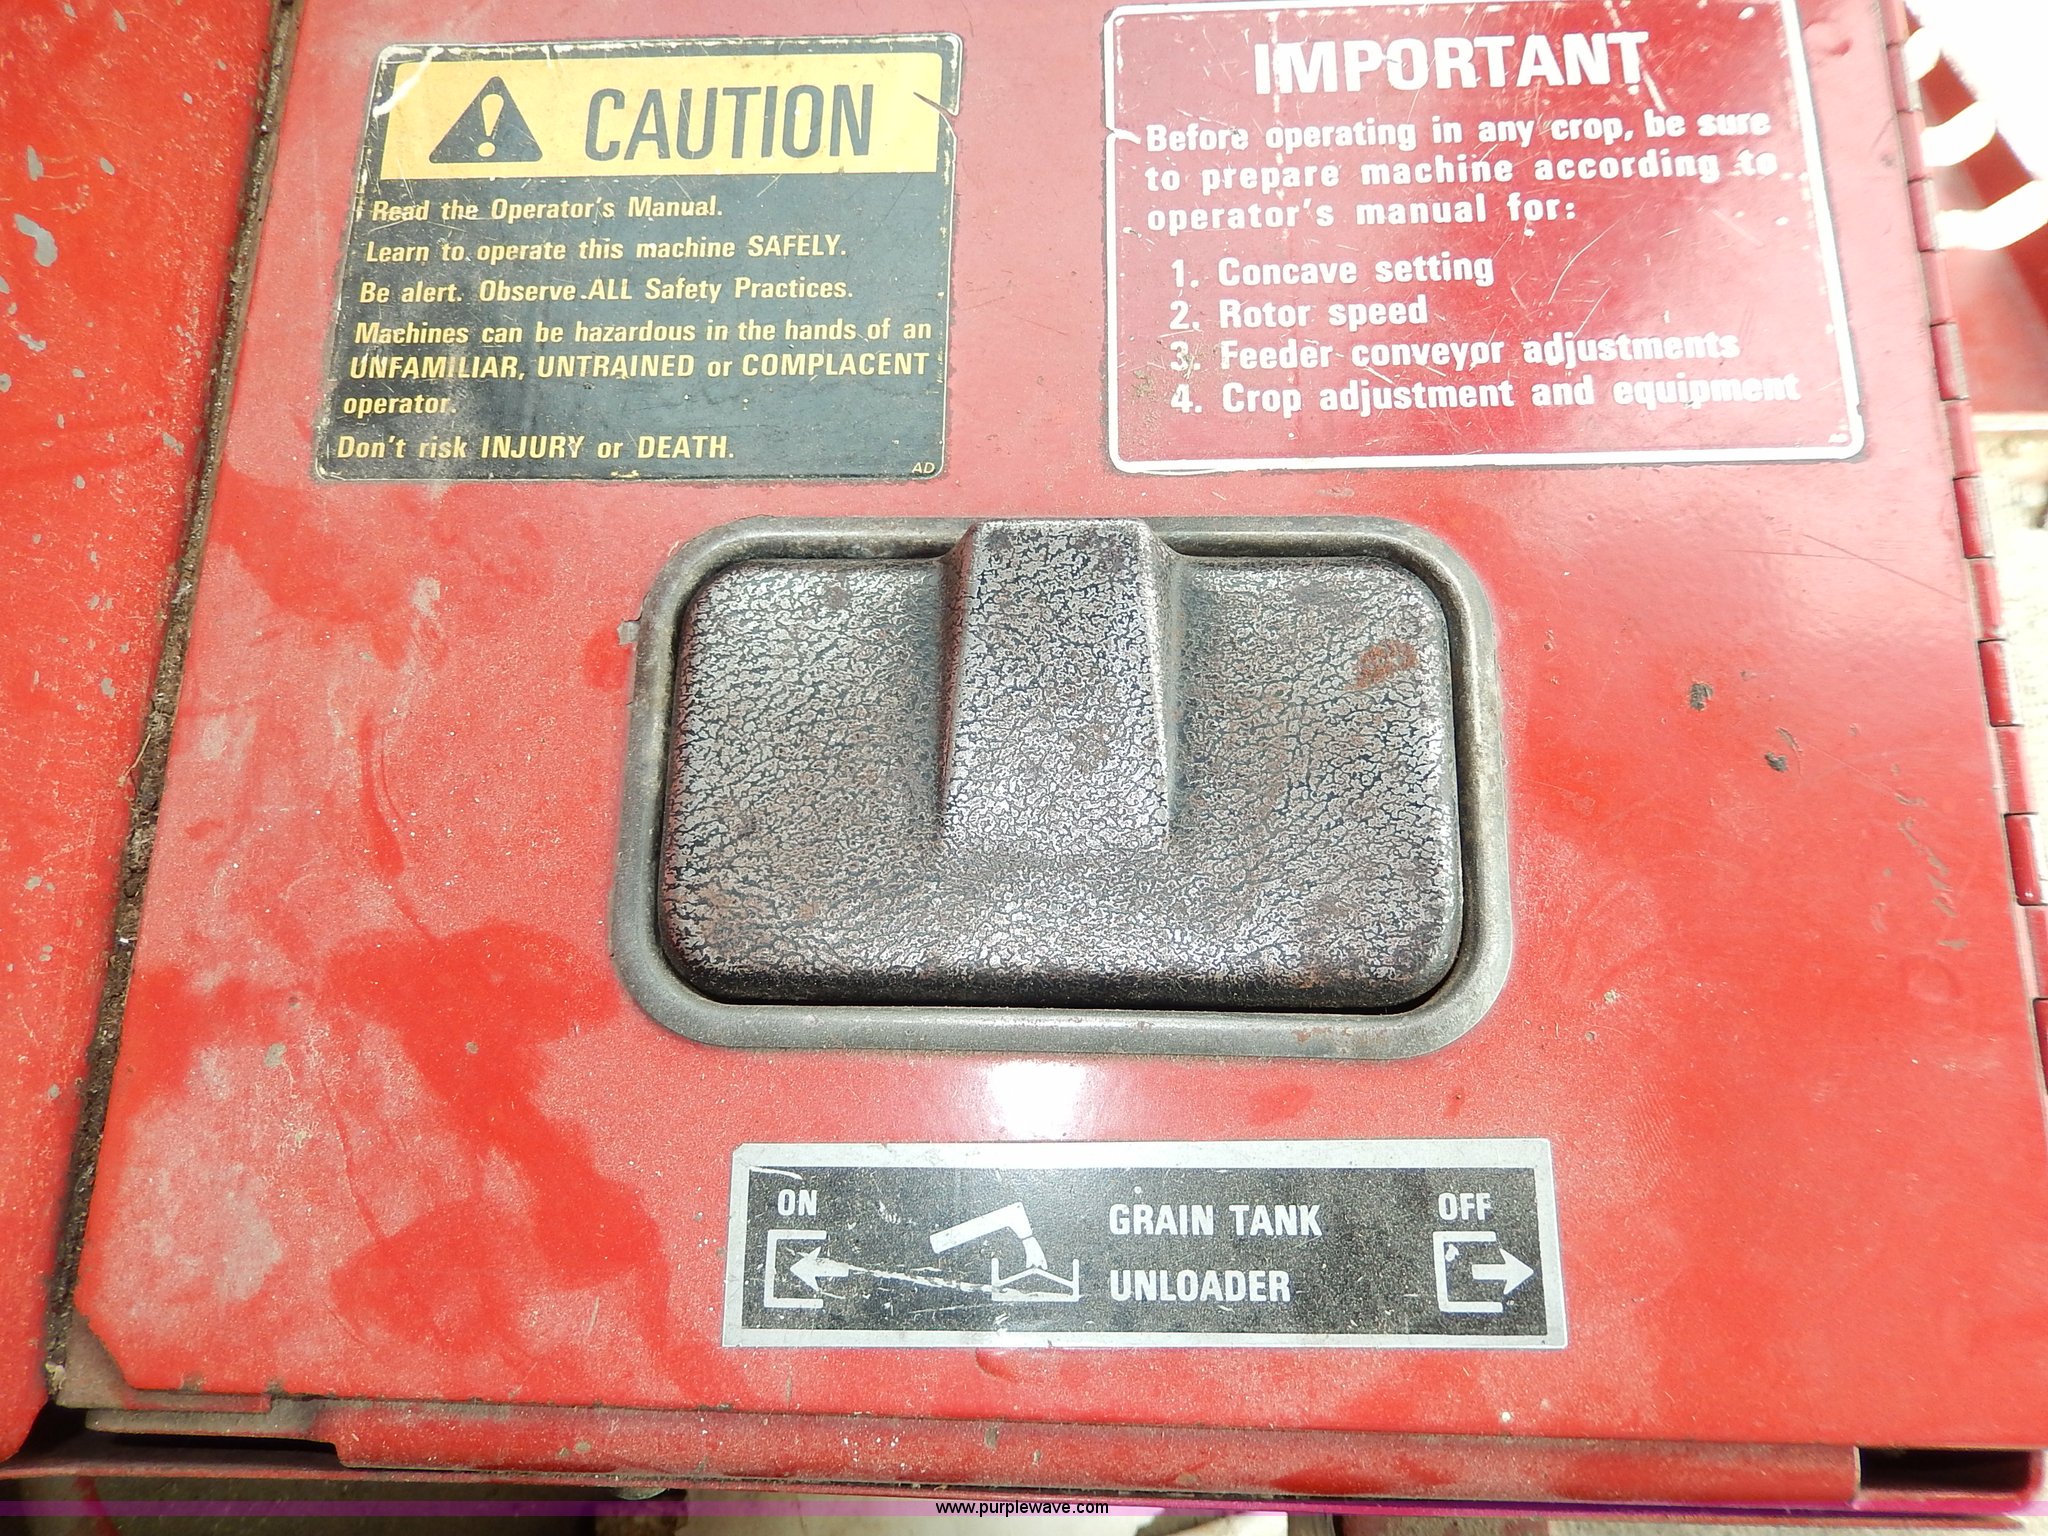 CAUTION
Read the Operator's Manual.
Learn to operate this machine SAFELY.
Be alert. Observe ALL Safety Practices.
Machines can be hazardous in the hands of an
UNFAMILIAR, UNTRAINED or COMPLACENT
operator.
Don't risk INJURY or DEATH.
AD
IMPORTANT
Before operating in any crop, be sure
to prepare machine according to
operator's manual for:
1. Concave setting
2. Rotor speed
3. Feeder conveyor adjustments
4. Crop adjustment and equipment
ON
GRAIN TANK
UNLOADER
OFF
www.purplewave.com